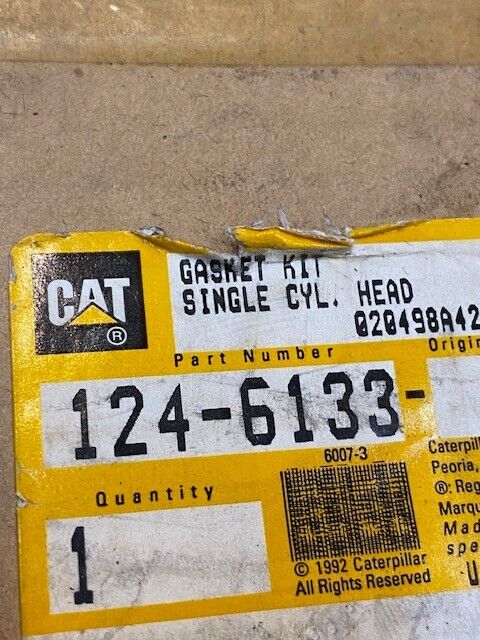 GASKET KIT
SINGLE CYL. HEAD
020498A42
CAT
®
Part Number
124-6133-
6007-3
Quantity
1
© 1992 Caterpillar
All Rights Reserved
Peoria,
®: Reg
Marqu
Mad
spe